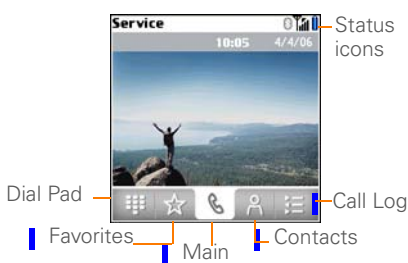 Service
10:05 4/4/06
Status
icons
Dial Pad
Call Log
Favorites
Main
Contacts